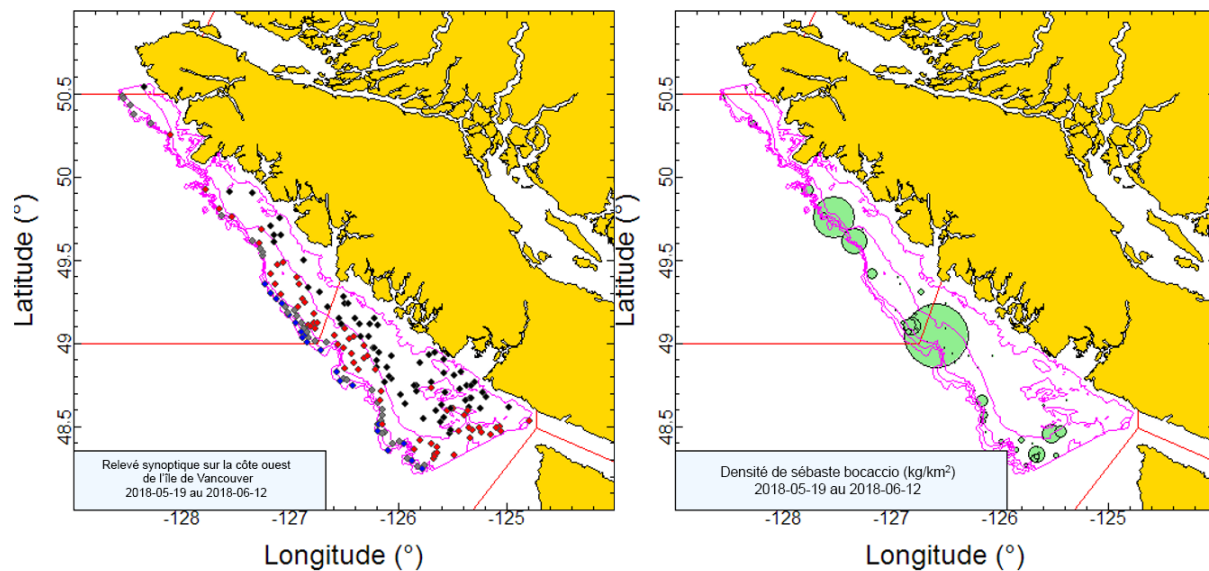 50.5
50
49.5
49
48.5
Latitude (°)
-128
-127
-126
-125
Longitude (°)
Relevé synoptique sur la côte ouest
de l'île de Vancouver
2018-05-19 au 2018-06-12
50.5
50
49.5
49
48.5
Latitude (°)
-128
-127
-126
-125
Longitude (°)
Densité de sébaste bocaccio (kg/km²)
2018-05-19 au 2018-06-12